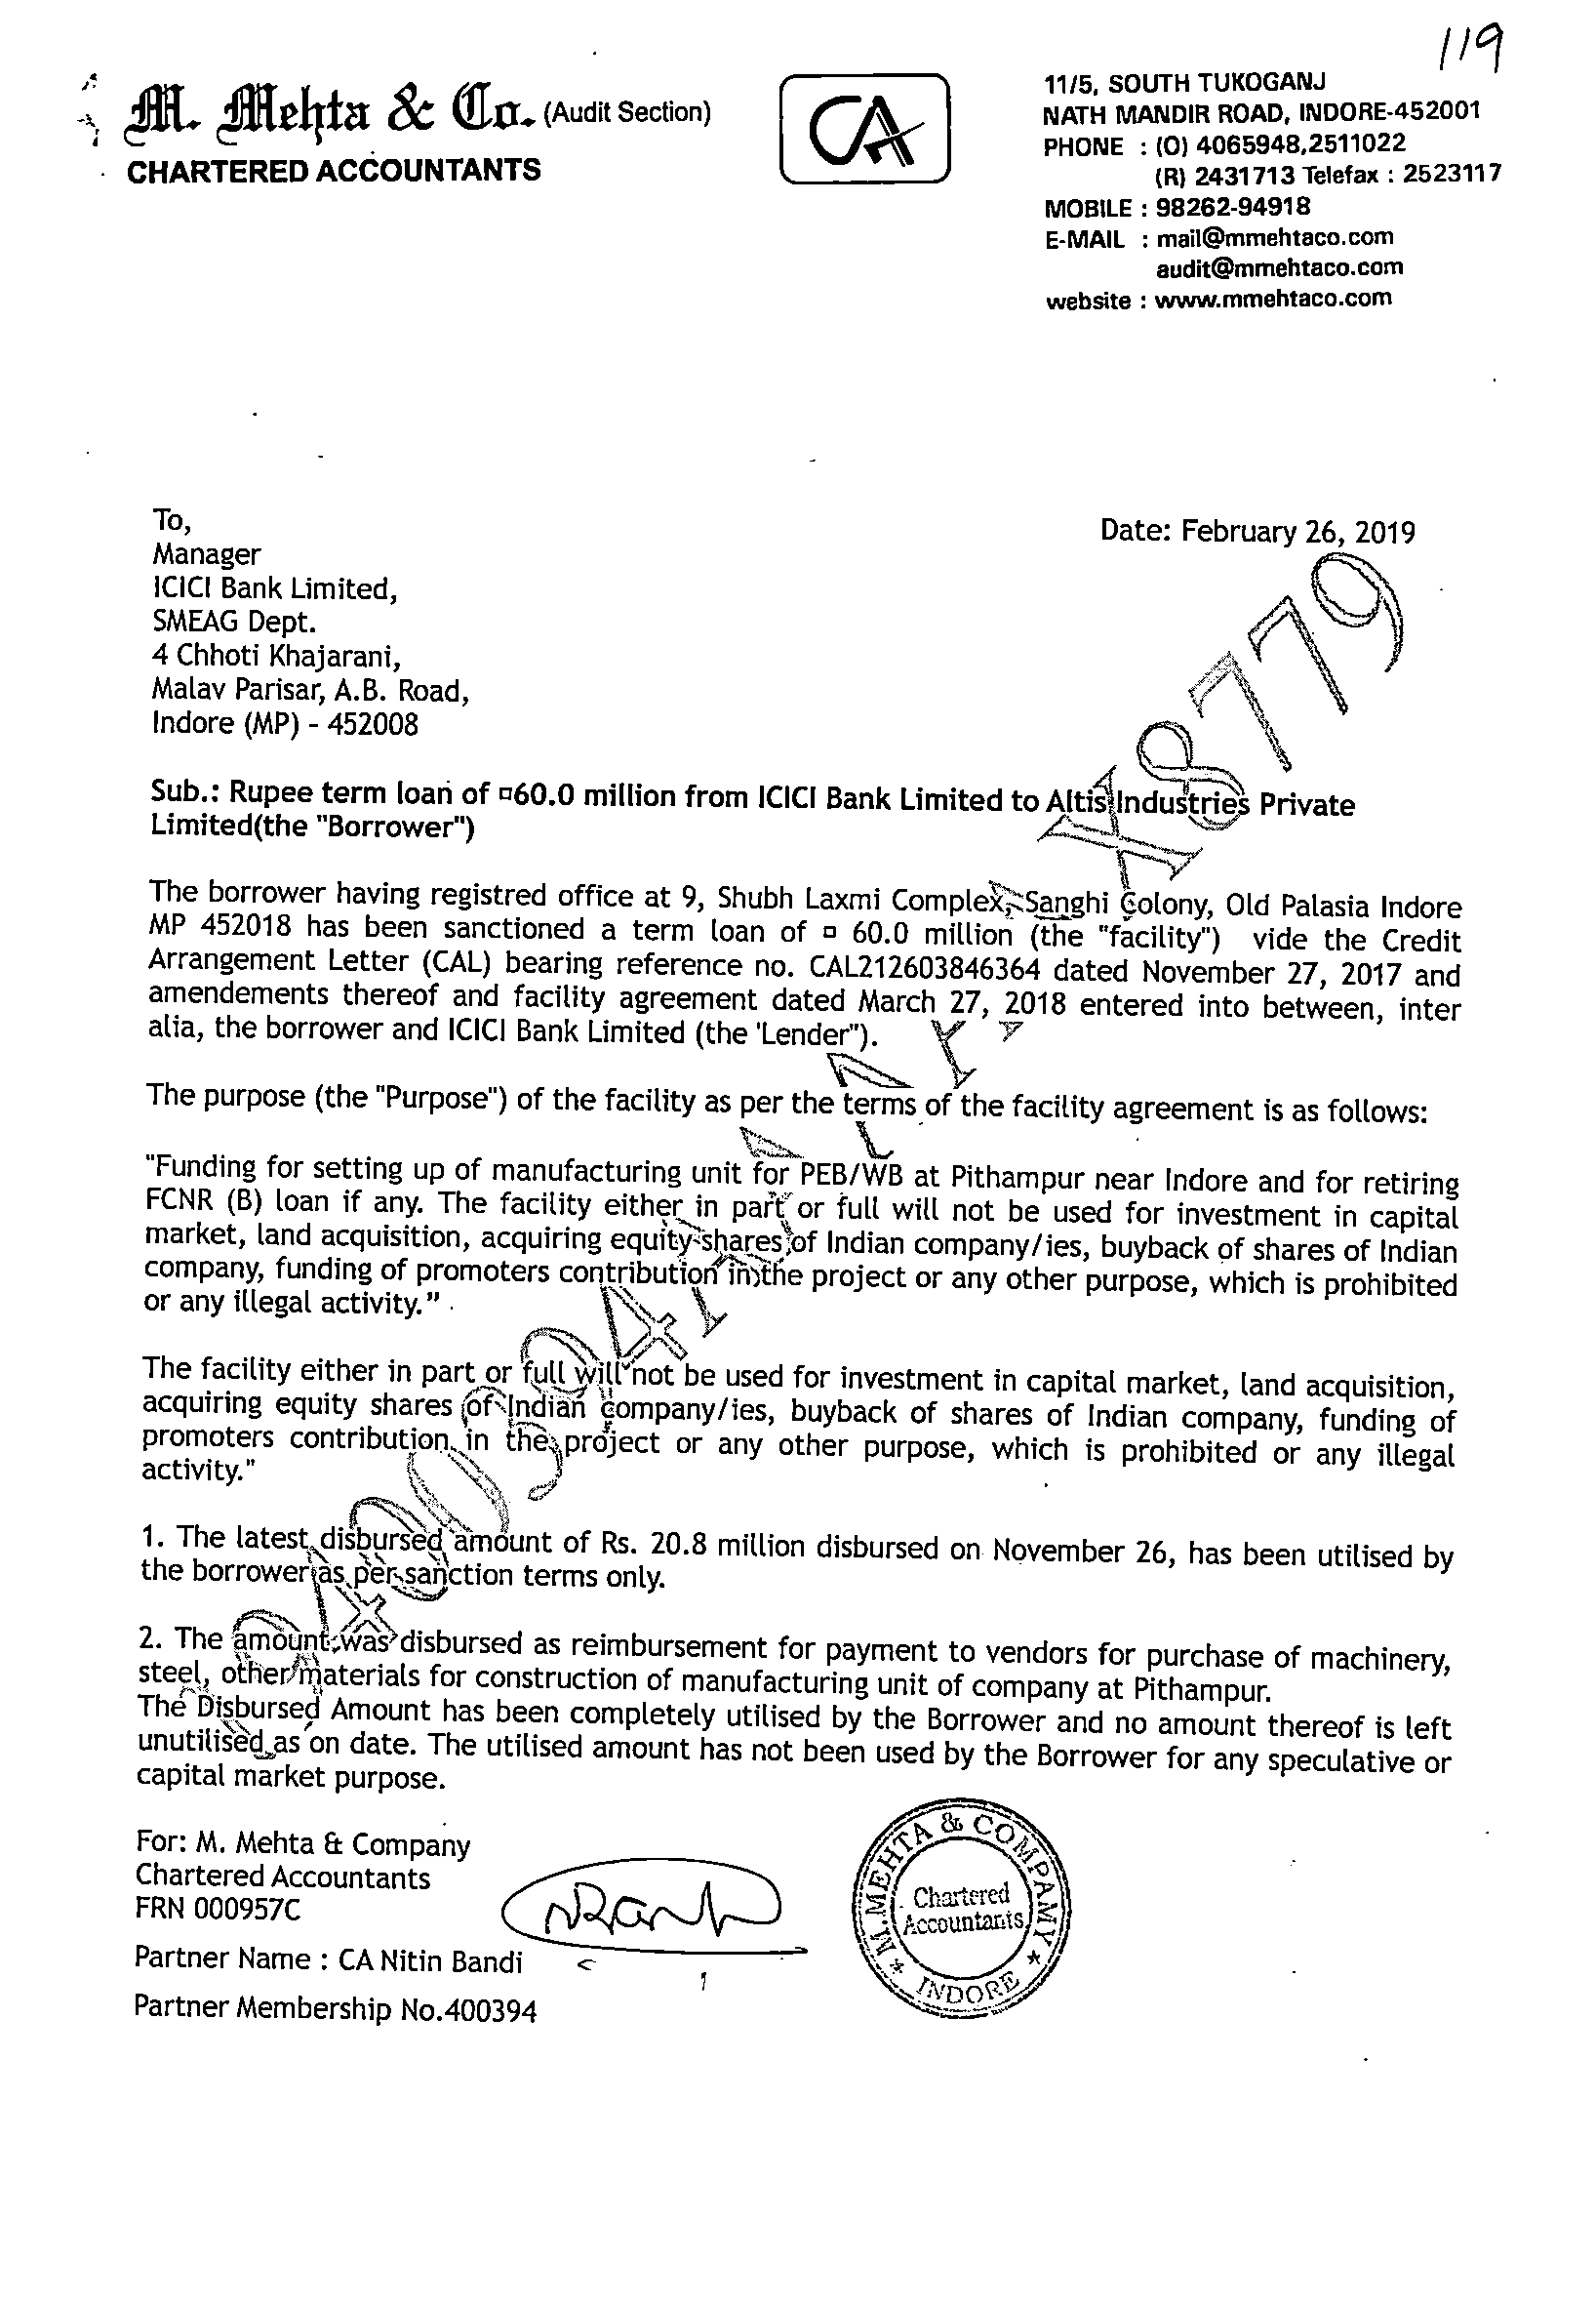 119
M. Mehta & Co. (Audit Section)
CHARTERED ACCOUNTANTS
CA
11/5, SOUTH TUKOGANJ
NATH MANDIR ROAD, INDORE-452001
PHONE : (O) 4065948,2511022
(R) 2431713 Telefax : 2523117
MOBILE : 98262-94918
E-MAIL : mail@mmehtaco.com
audit@mmehtaco.com
website : www.mmehtaco.com
To,
Date: February 26, 2019
Manager
ICICI Bank Limited,
SMEAG Dept.
4 Chhoti Khajarani,
Malav Parisar, A.B. Road,
Indore (MP) - 452008
Sub.: Rupee term loan of ¤60.0 million from ICICI Bank Limited to Altis Industries Private
Limited(the "Borrower")
The borrower having registred office at 9, Shubh Laxmi Complex, Sanghi Colony, Old Palasia Indore
MP 452018 has been sanctioned a term loan of ¤ 60.0 million (the "facility") vide the Credit
Arrangement Letter (CAL) bearing reference no. CAL212603846364 dated November 27, 2017 and
amendements thereof and facility agreement dated March 27, 2018 entered into between, inter
alia, the borrower and ICICI Bank Limited (the 'Lender").
The purpose (the "Purpose") of the facility as per the terms of the facility agreement is as follows:
"Funding for setting up of manufacturing unit for PEB/WB at Pithampur near Indore and for retiring
FCNR (B) loan if any. The facility either in part or full will not be used for investment in capital
market, land acquisition, acquiring equity shares of Indian company/ies, buyback of shares of Indian
company, funding of promoters contribution in the project or any other purpose, which is prohibited
or any illegal activity."
The facility either in part or full will not be used for investment in capital market, land acquisition,
acquiring equity shares of Indian company/ies, buyback of shares of Indian company, funding of
promoters contribution in the project or any other purpose, which is prohibited or any illegal
activity."
1. The latest disbursed amount of Rs. 20.8 million disbursed on November 26, has been utilised by
the borrower as per sanction terms only.
2. The amount was disbursed as reimbursement for payment to vendors for purchase of machinery,
steel, other materials for construction of manufacturing unit of company at Pithampur.
The Disbursed Amount has been completely utilised by the Borrower and no amount thereof is left
unutilised as on date. The utilised amount has not been used by the Borrower for any speculative or
capital market purpose.
For: M. Mehta & Company
Chartered Accountants
FRN 000957C
Partner Name : CA Nitin Bandi
Partner Membership No.400394
M.MEHTA & COMPAMY
Chartered
Accountants
* INDORE *